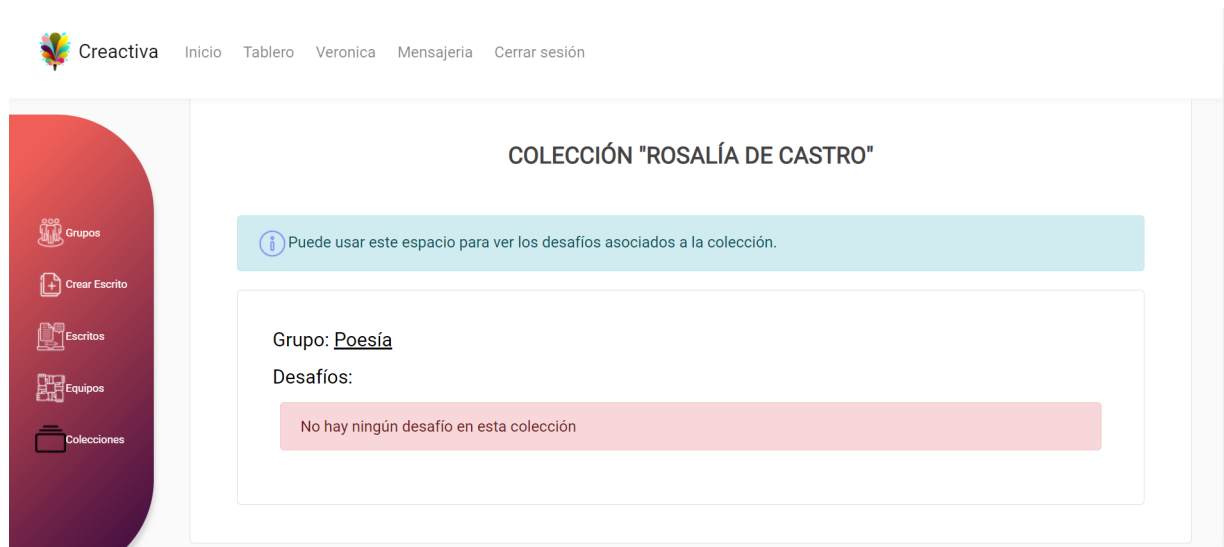 Creactiva Inicio Tablero Veronica Mensajeria Cerrar sesión
COLECCIÓN "ROSALÍA DE CASTRO"
Grupos
Crear Escrito
Escritos
Equipos
Colecciones
Puede usar este espacio para ver los desafíos asociados a la colección.
Grupo: Poesía
Desafíos:
No hay ningún desafío en esta colección